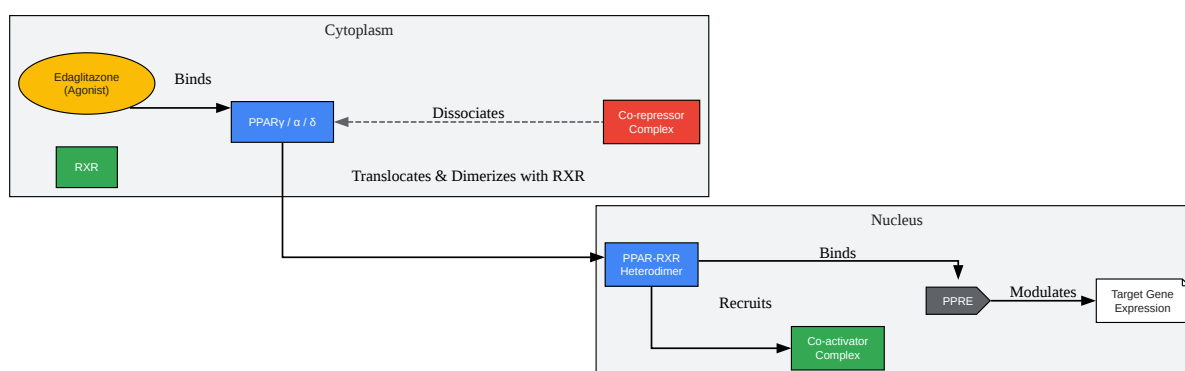 Cytoplasm
Edaglitazone
(Agonist)
Binds
PPARγ / α / δ
Dissociates
Co-repressor
Complex
RXR
Translocates & Dimerizes with RXR
Nucleus
PPAR-RXR
Heterodimer
Binds
PPRE
Modulates
Target Gene
Expression
Recruits
Co-activator
Complex